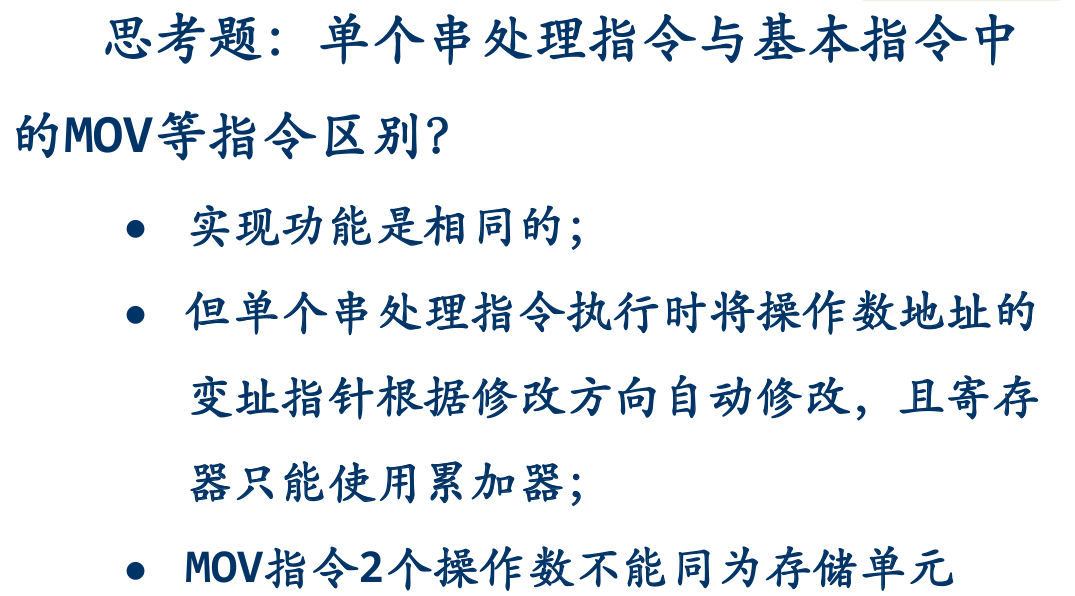 思考题：单个串处理指令与基本指令中
的MOV等指令区别？
● 实现功能是相同的；
● 但单个串处理指令执行时将操作数地址的
变址指针根据修改方向自动修改，且寄存
器只能使用累加器；
● MOV指令2个操作数不能同为存储单元